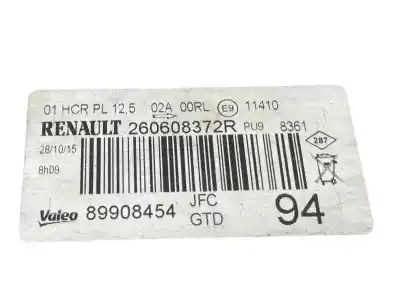 01 HCR PL 12,5 02A 00RL E9 11410
RENAULT 260608372R PU9 8361
28/10/15
8h09
287
Valeo 89908454 JFC GTD 94